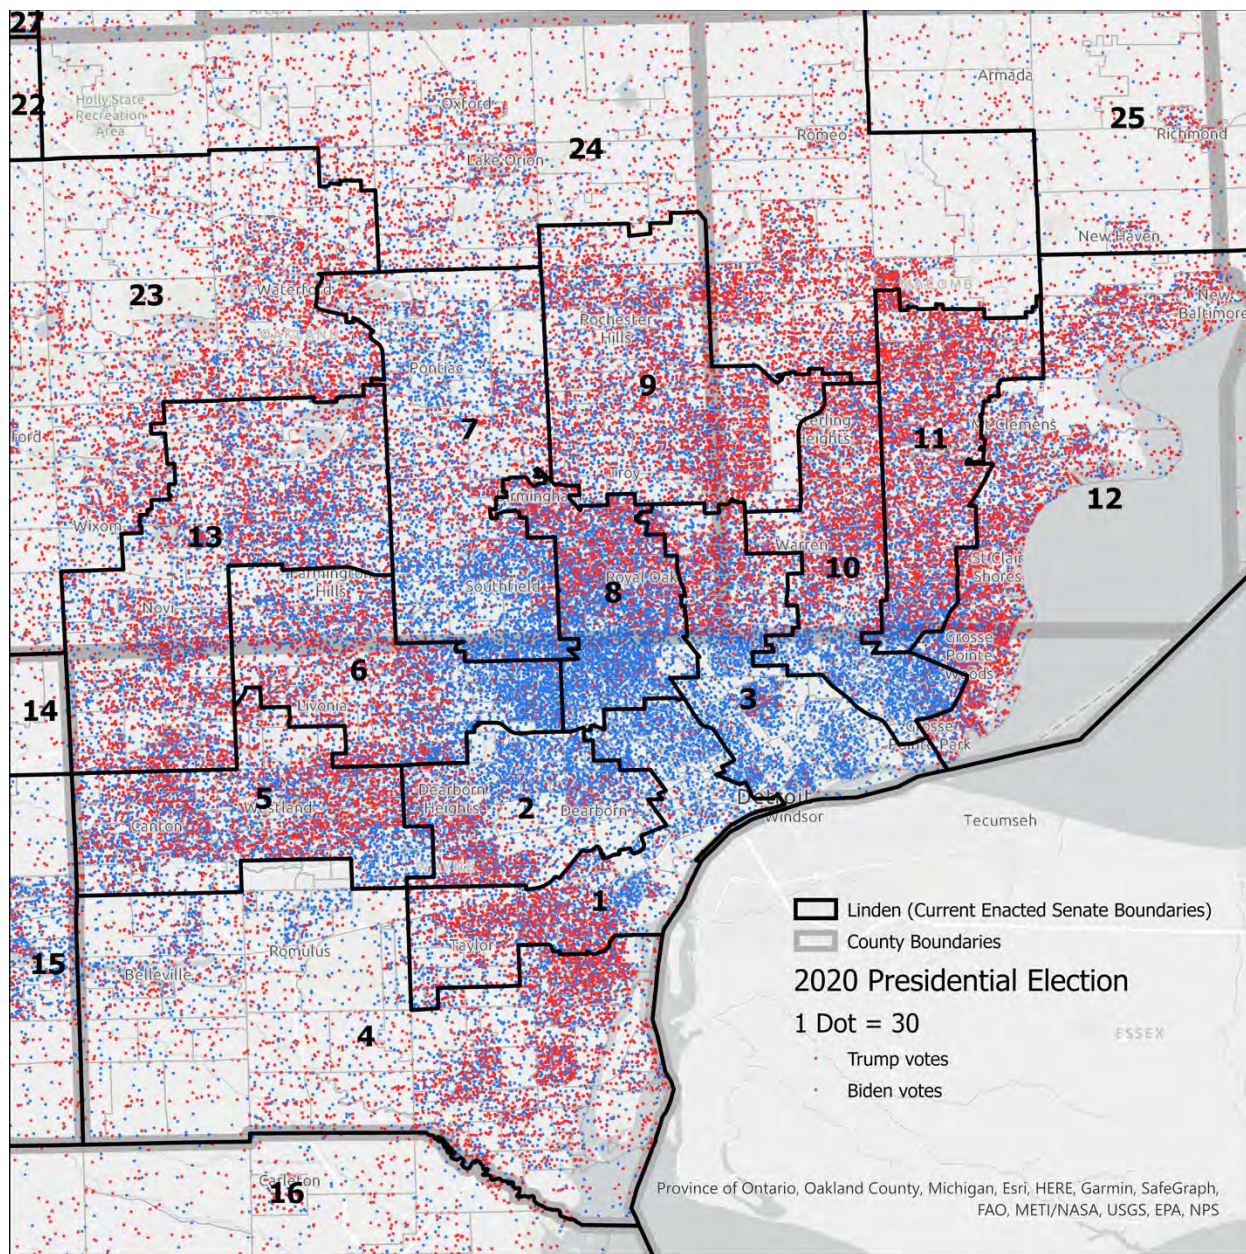 27
Holly State
Recreation
Area
22
Oxford
Lake Orion
24
Armada
25
Richmond
Romeo
New Haven
23
Waterford
Rochester
Hills
New
Baltimore
Pontiac
9
7
Sterling
Heights
11
Mt Clemens
Troy
12
Wixom
13
Warren
10
St Clair
Shores
Farmington
Hills
Southfield
Royal Oak
8
Novi
Grosse
Pointe
Woods
6
14
Livonia
3
Grosse
Pointe Park
5
Westland
Canton
Dearborn
Heights
2
Dearborn
Detroit
Windsor
Tecumseh
1
Taylor
Romulus
15
Belleville
4
Carleton
16
Linden (Current Enacted Senate Boundaries)
County Boundaries
2020 Presidential Election
1 Dot = 30
Trump votes
Biden votes
ESSEX
Province of Ontario, Oakland County, Michigan, Esri, HERE, Garmin, SafeGraph,
FAO, METI/NASA, USGS, EPA, NPS